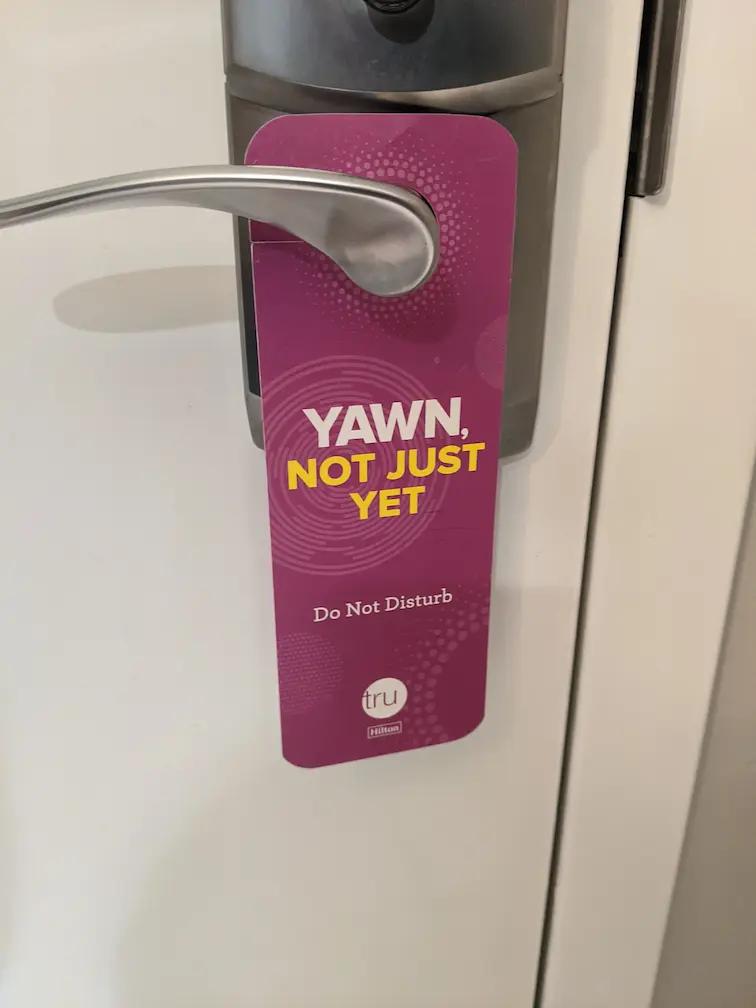 YAWN,
NOT JUST
YET
Do Not Disturb
tru
Hilton